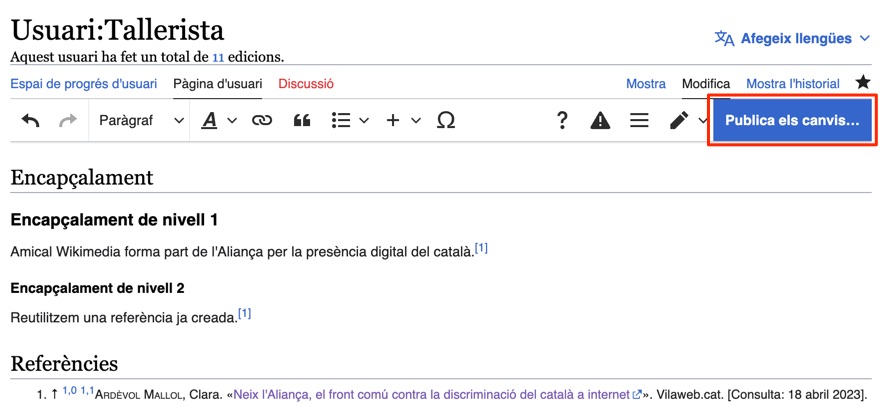 Usuari:Tallerista
Afegeix llengües
Aquest usuari ha fet un total de 11 edicions.
Espai de progrés d'usuari Pàgina d'usuari Discussió Mostra Modifica Mostra l'historial
Paràgraf A Ω ? Publica els canvis...
Encapçalament
Encapçalament de nivell 1
Amical Wikimedia forma part de l'Aliança per la presència digital del català.[1]
Encapçalament de nivell 2
Reutilitzem una referència ja creada.[1]
Referències
1. ↑ 1,0 1,1 ARDÈVOL MALLOL, Clara. «Neix l'Aliança, el front comú contra la discriminació del català a internet». Vilaweb.cat. [Consulta: 18 abril 2023].